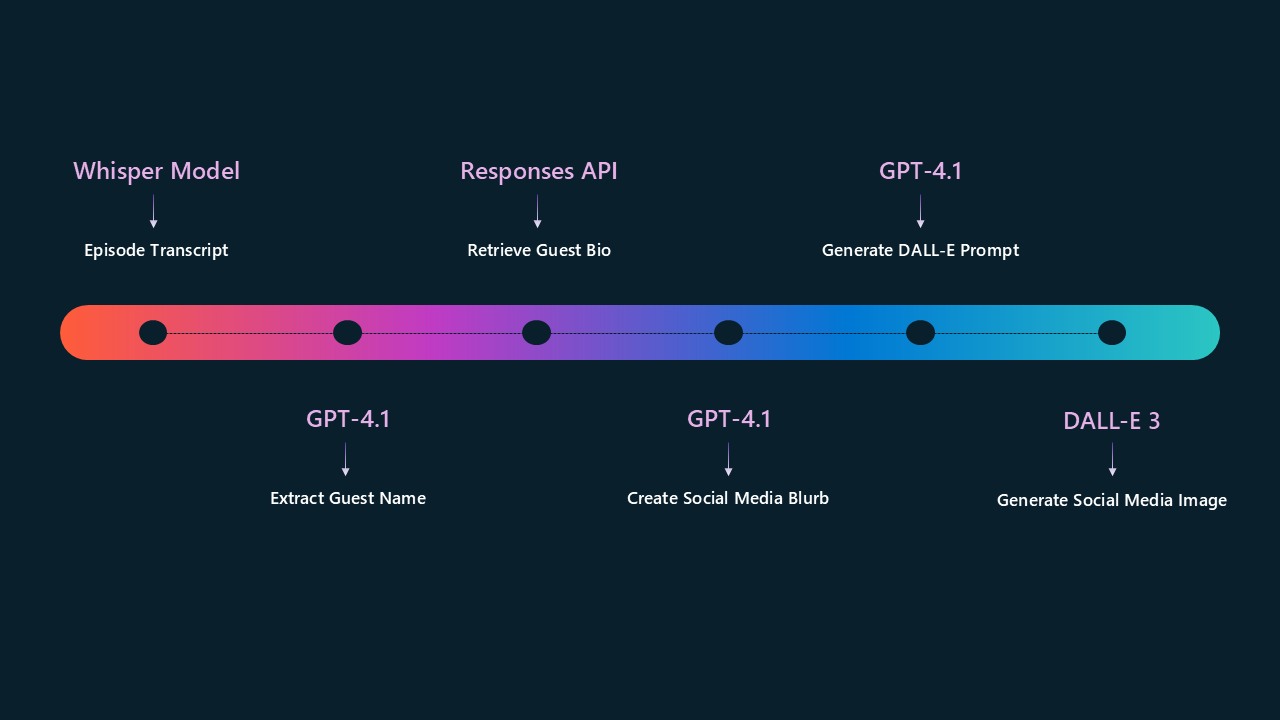 Whisper Model
Episode Transcript
Responses API
Retrieve Guest Bio
GPT-4.1
Generate DALL-E Prompt
GPT-4.1
Extract Guest Name
GPT-4.1
Create Social Media Blurb
DALL-E 3
Generate Social Media Image